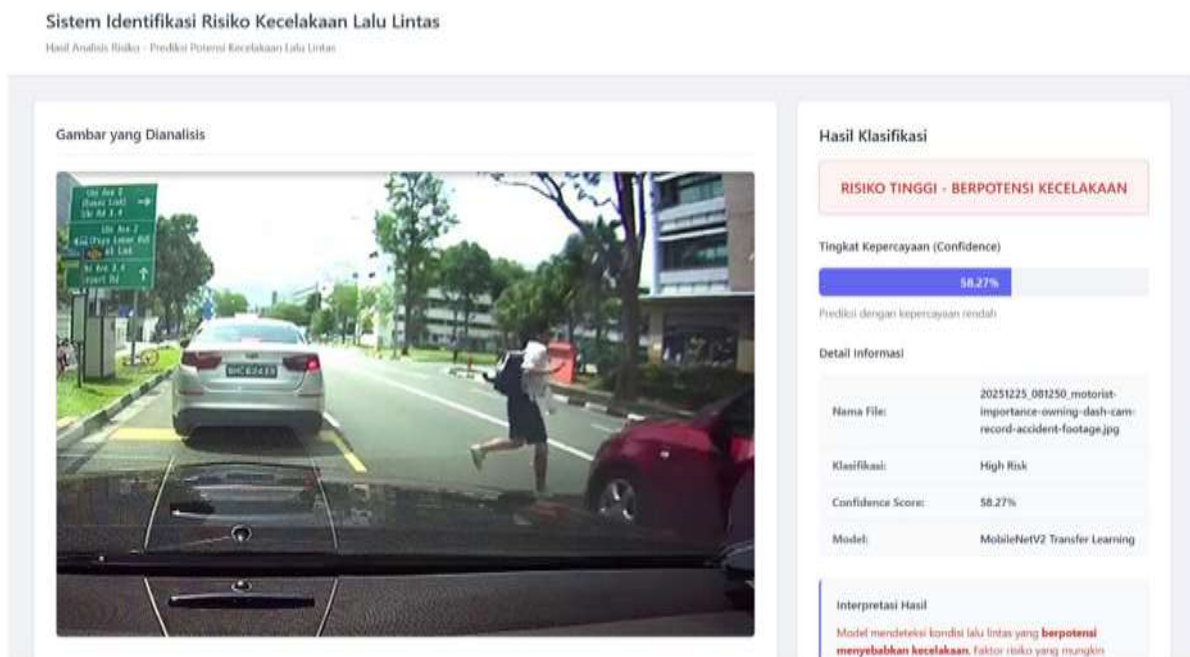 Sistem Identifikasi Risiko Kecelakaan Lalu Lintas
Hasil Analisis Risiko - Prediksi Potensi Kecelakaan Lalu Lintas
Gambar yang Dianalisis
Ubi Ave 2
Hasil Klasifikasi
RISIKO TINGGI - BERPOTENSI KECELAKAAN
Tingkat Kepercayaan (Confidence)
58.27%
Prediksi dengan kepercayaan rendah
Detail Informasi
Nama File:
20251225_081250_motorist-
importance-owning-dash-cam-
record-accident-footage.jpg
Klasifikasi:
High Risk
Confidence Score:
58.27%
Model:
MobileNetV2 Transfer Learning
Interpretasi Hasil
Model mendeteksi kondisi lalu lintas yang berpotensi
menyebabkan kecelakaan. Faktor risiko yang mungkin